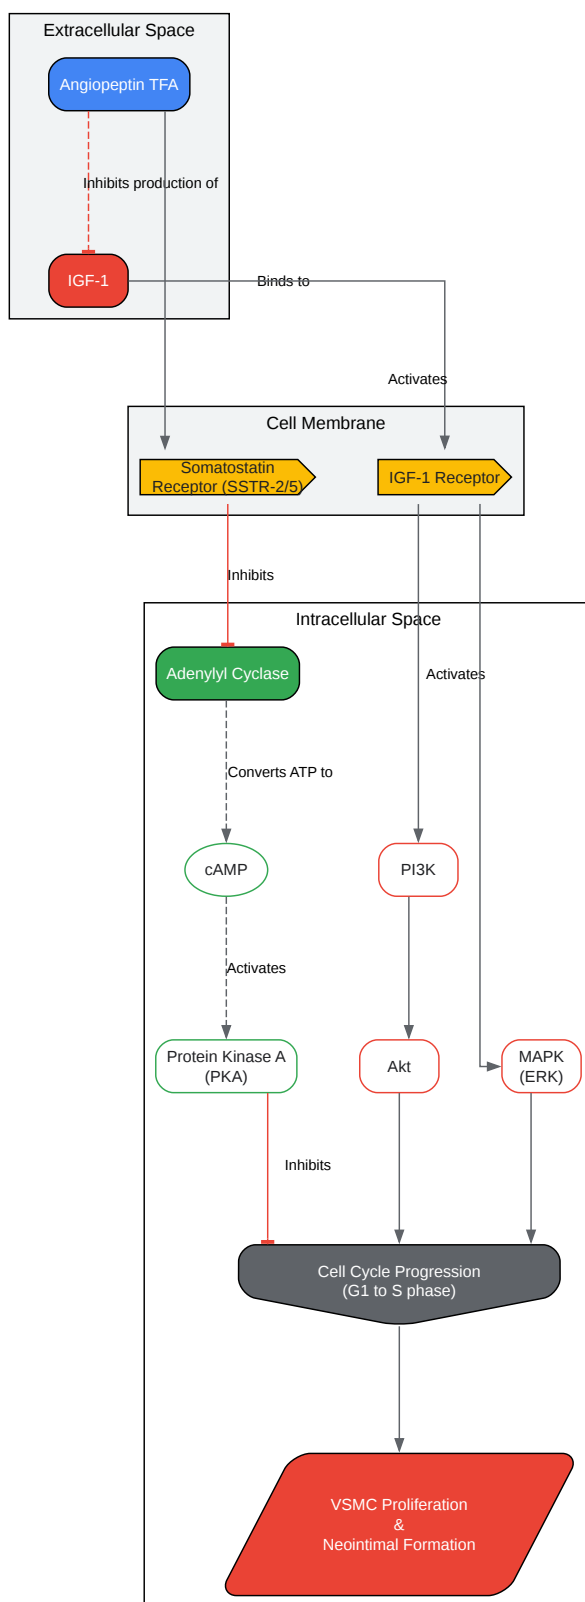 Extracellular Space
Angiopeptin TFA
Inhibits production of
IGF-1
Binds to
Activates
Cell Membrane
Somatostatin
Receptor (SSTR-2/5)
IGF-1 Receptor
Inhibits
Intracellular Space
Adenylyl Cyclase
Activates
Converts ATP to
cAMP
PI3K
Activates
Protein Kinase A
(PKA)
Akt
MAPK
(ERK)
Inhibits
Cell Cycle Progression
(G1 to S phase)
VSMC Proliferation
&
Neointimal Formation